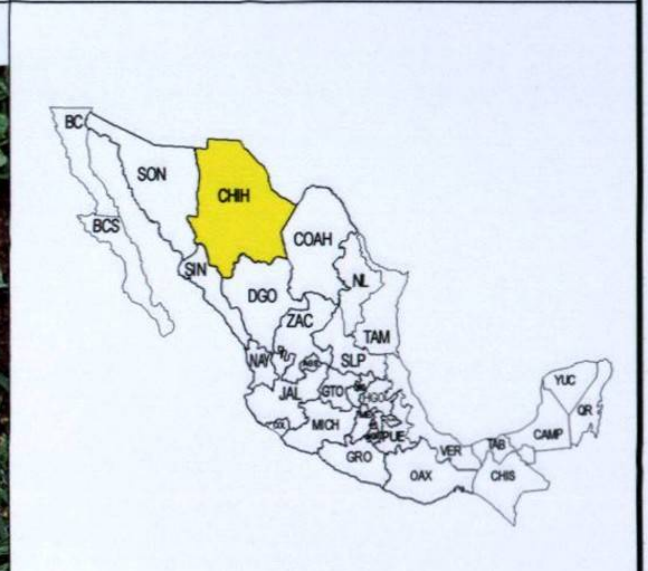 BC
SON
CHIH
BCS
COAH
SIN
NL
DGO
ZAC
TAM
NAY
SLP
JAL
GTO
HGO
YUC
QR
MICH
PUE
VER
TAB
CAMP
GRO
OAX
CHIS